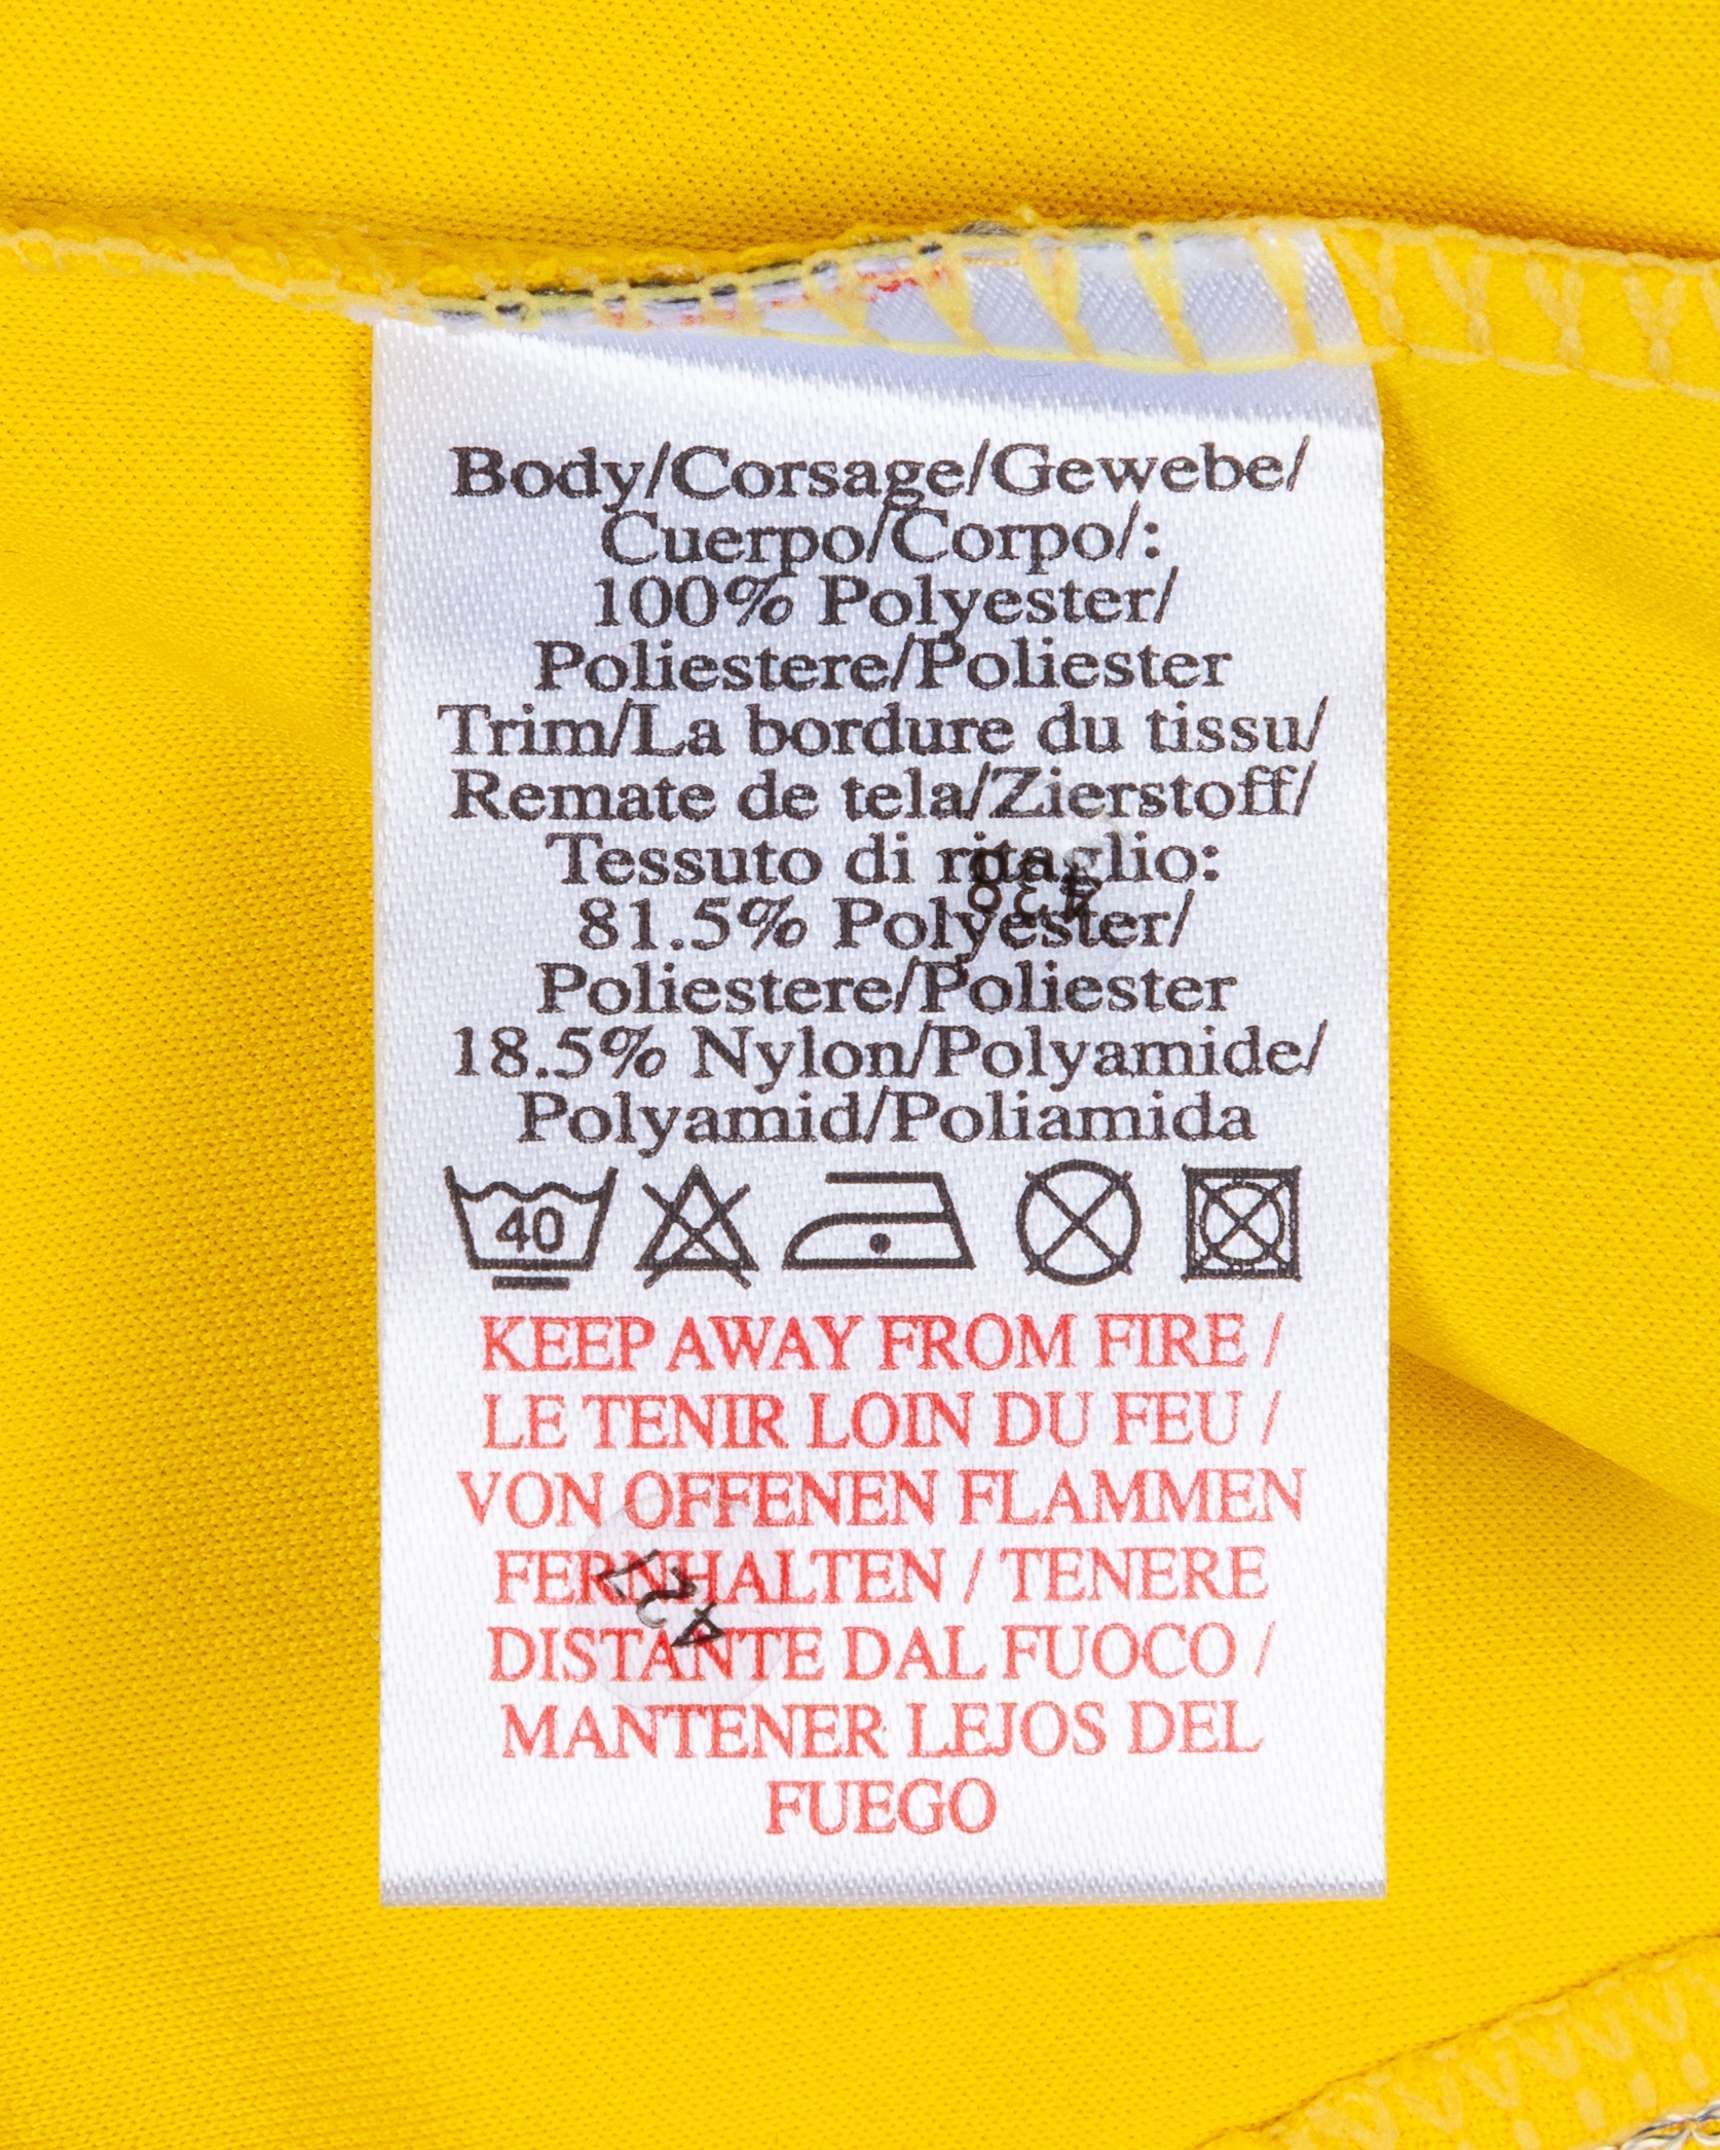 Body/Corsage/Gewebe/
Cuerpo/Corpo/:
100% Polyester/
Poliestere/Poliester
Trim/La bordure du tissu/
Remate de tela/Zierstoff/
Tessuto di ritaglio:
81.5% Polyester/
Poliestere/Poliester
18.5% Nylon/Polyamide/
Polyamid/Poliamida
40
KEEP AWAY FROM FIRE /
LE TENIR LOIN DU FEU /
VON OFFENEN FLAMMEN
FERNHALTEN / TENERE
DISTANTE DAL FUOCO /
MANTENER LEJOS DEL
FUEGO